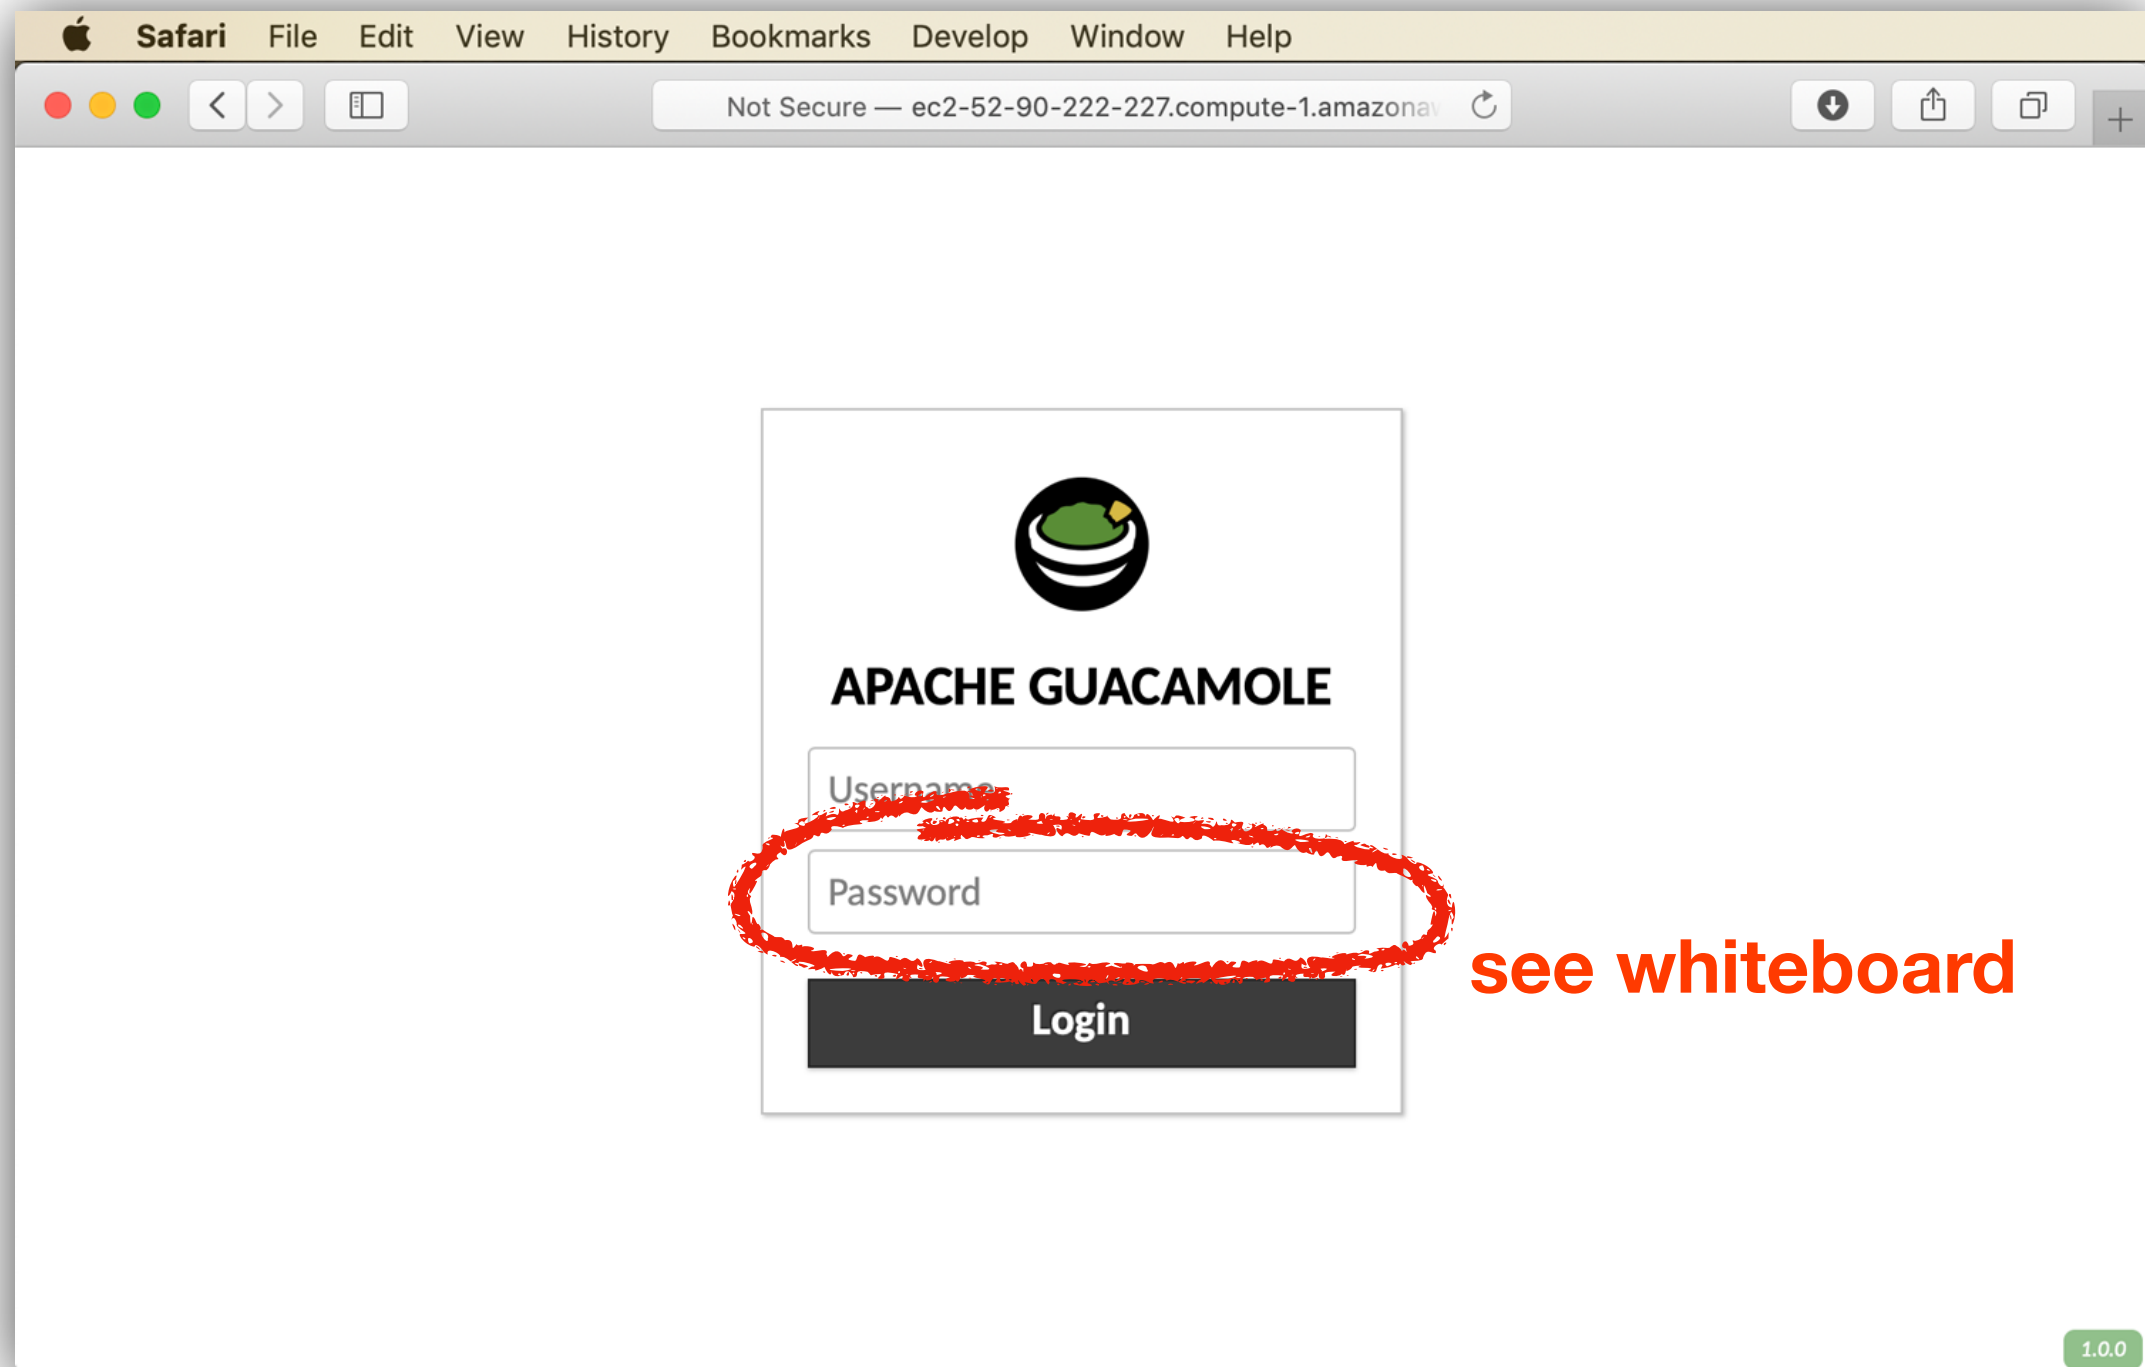 Safari File Edit View History Bookmarks Develop Window Help
Not Secure — ec2-52-90-222-227.compute-1.amazona
APACHE GUACAMOLE
Username
Password
see whiteboard
Login
1.0.0